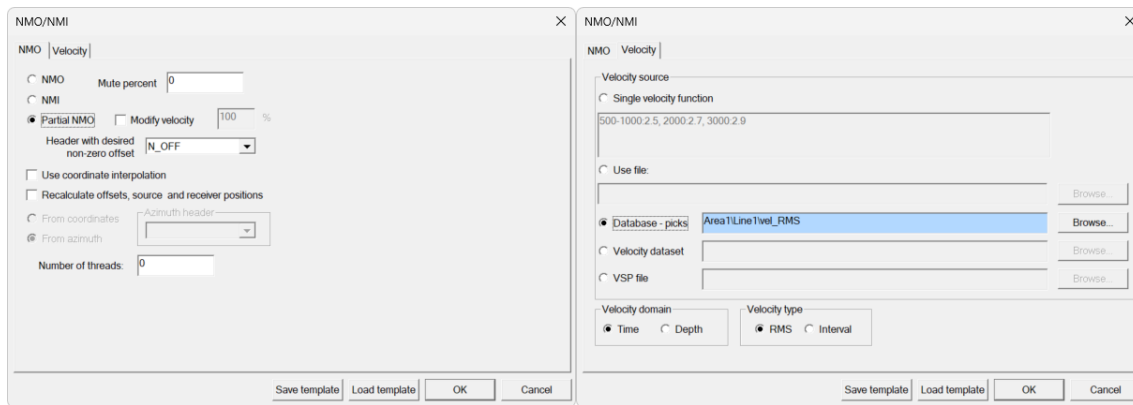 NMO/NMI
NMO Velocity
NMO Mute percent 0
NMI
Partial NMO Modify velocity 100 %
Header with desired
non-zero offset N_OFF
Use coordinate interpolation
Recalculate offsets, source and receiver positions
From coordinates Azimuth header
From azimuth
Number of threads: 0
Save template Load template OK Cancel
NMO/NMI
NMO Velocity
Velocity source
Single velocity function
500-1000:2.5, 2000:2.7, 3000:2.9
Use file:
Browse...
Database - picks Area1\Line1\vel_RMS Browse...
Velocity dataset Browse...
VSP file Browse...
Velocity domain Velocity type
Time Depth RMS Interval
Save template Load template OK Cancel